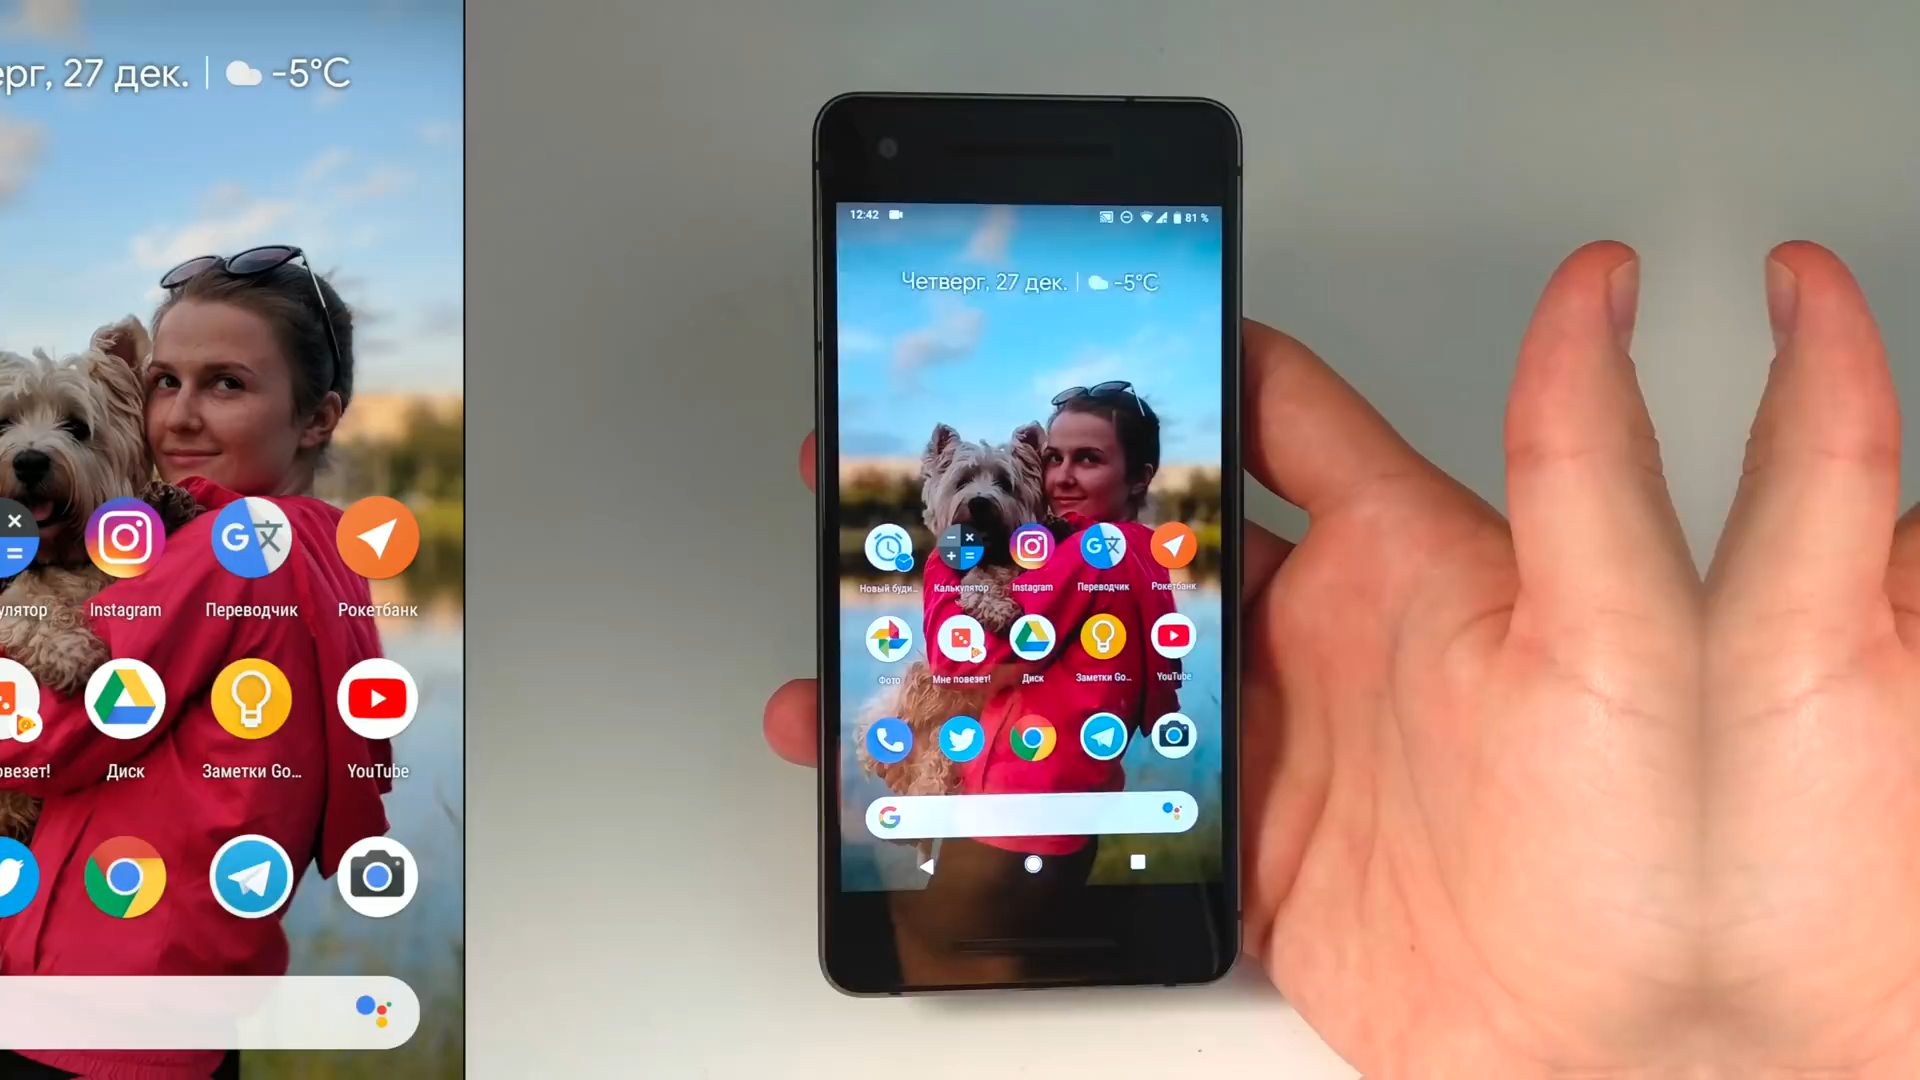 ерг, 27 дек. | -5°C
улятор
Instagram
Переводчик
Рокетбанк
овезет!
Диск
Заметки Go...
YouTube
12:42
81 %
Четверг, 27 дек. | -5°C
Новый буди...
Калькулятор
Instagram
Переводчик
Рокетбанк
Фото
Мне повезет!
Диск
Заметки Go...
YouTube